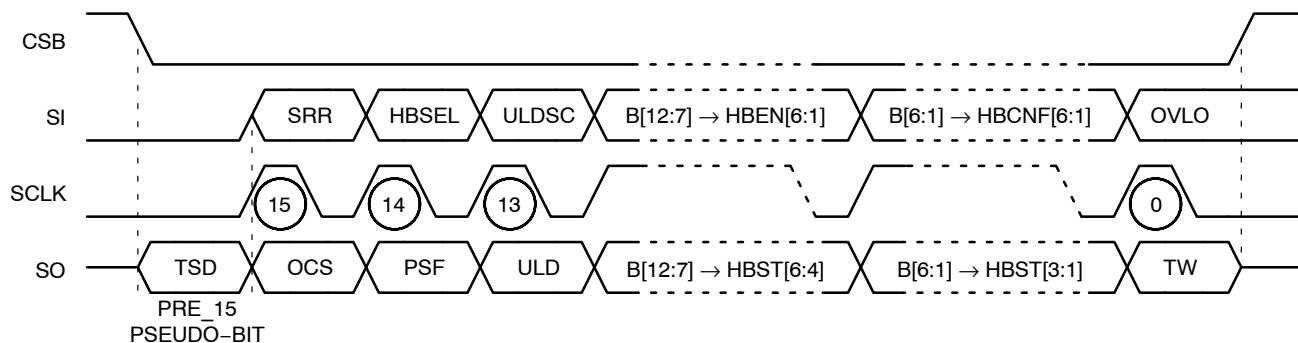 CSB
SI
SRR
HBSEL
ULDSC
B[12:7] → HBEN[6:1]
B[6:1] → HBCNF[6:1]
OVLO
SCLK
15
14
13
0
SO
TSD
OCS
PSF
ULD
B[12:7] → HBST[6:4]
B[6:1] → HBST[3:1]
TW
PRE_15
PSEUDO−BIT